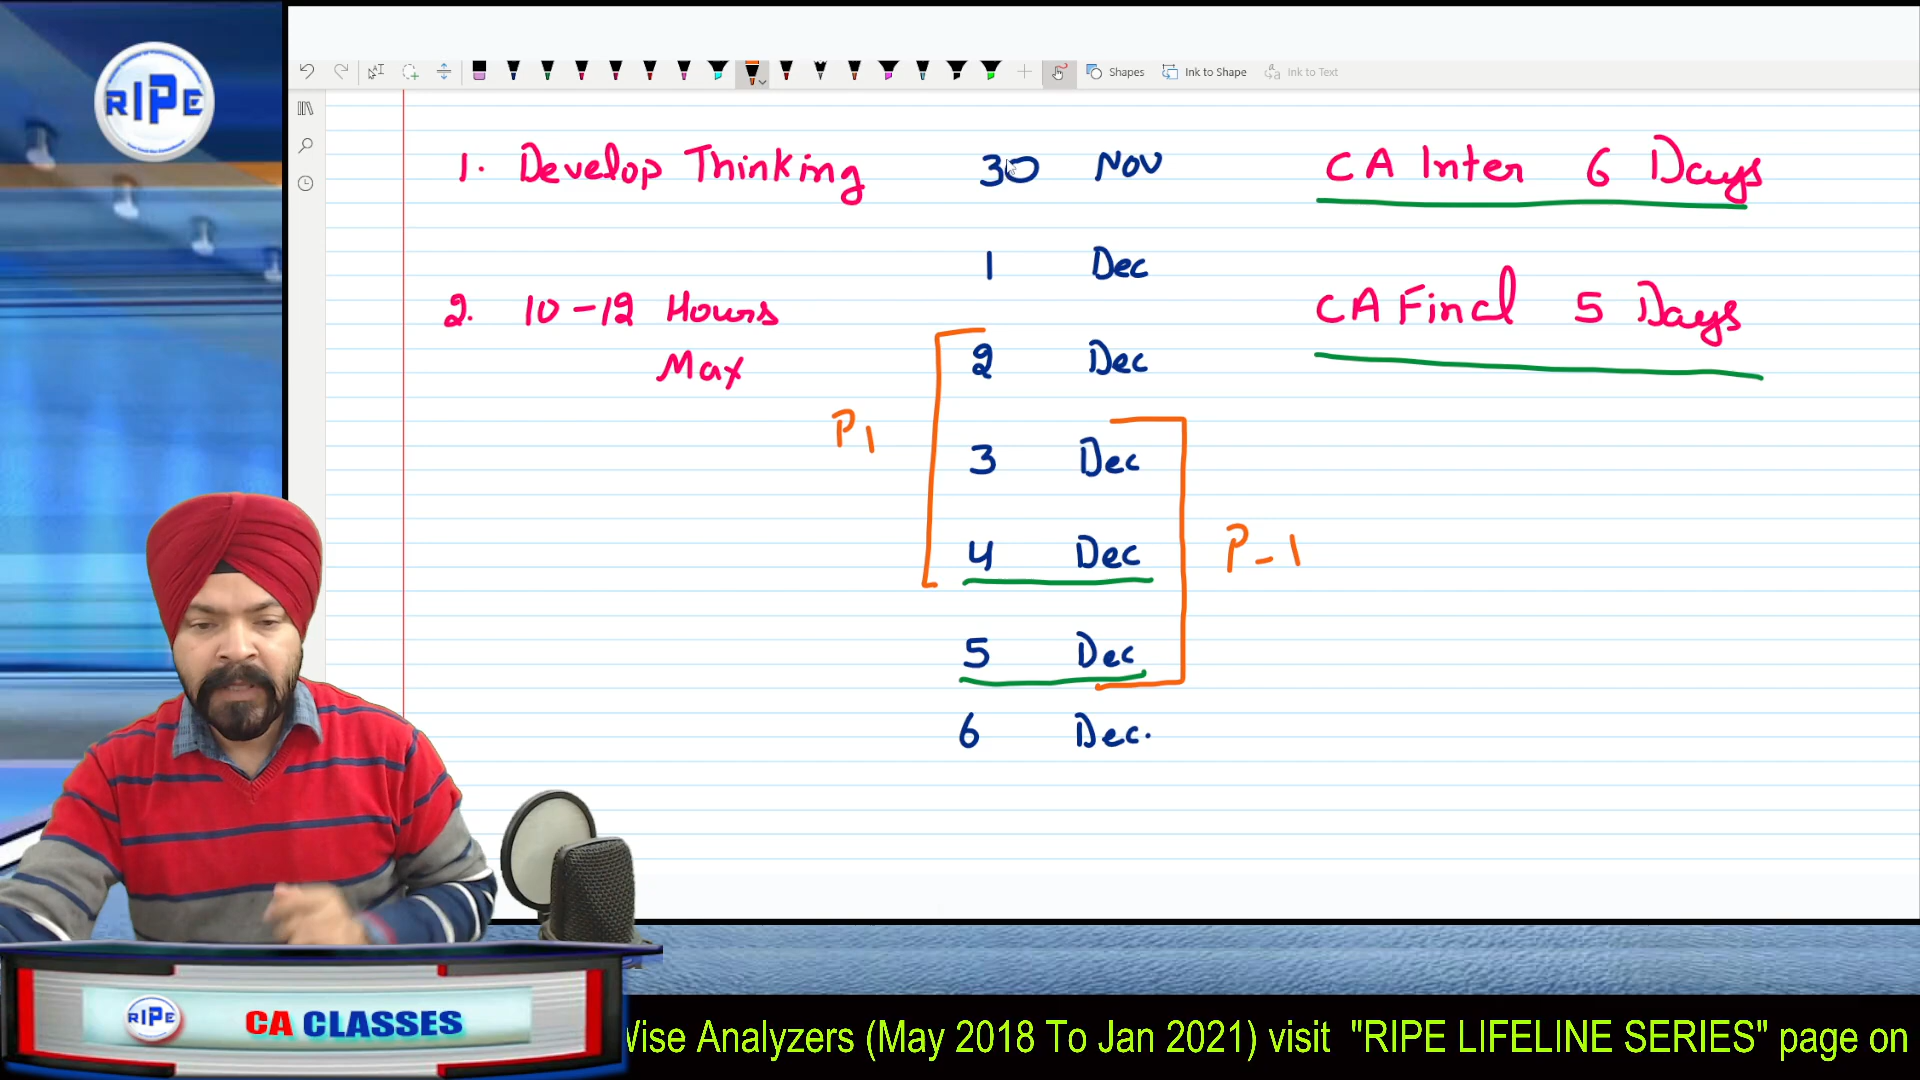 RIPE
Shapes
Ink to Shape
Ink to Text
1. Develop Thinking
30 Nov
CA Inter 6 Days
1 Dec
2. 10-12 Hours
Max
CA Final 5 Days
2 Dec
P1
3 Dec
4 Dec
P-1
5 Dec
6 Dec.
RIPE
CA CLASSES
Wise Analyzers (May 2018 To Jan 2021) visit "RIPE LIFELINE SERIES" page on